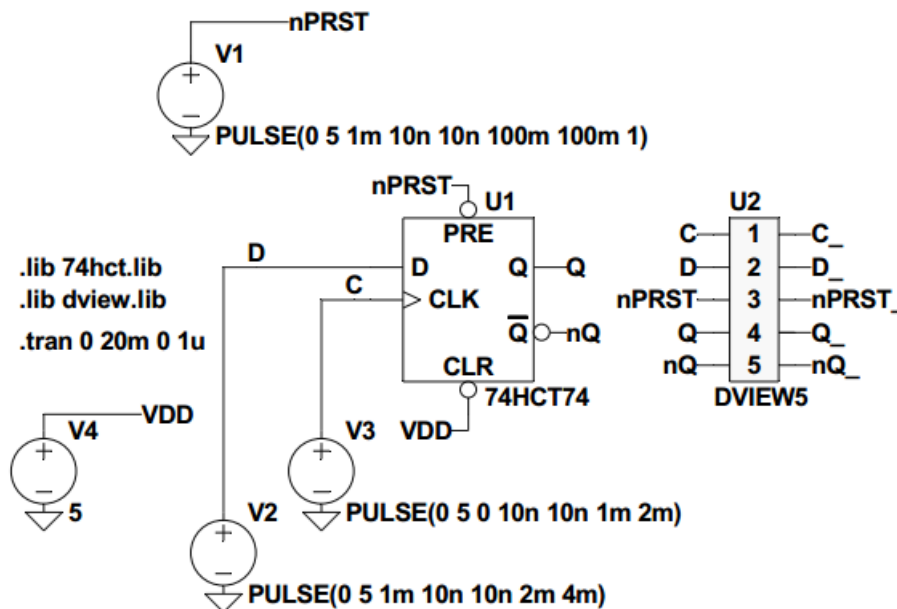 nPRST
V1
+
−
PULSE(0 5 1m 10n 10n 100m 100m 1)
nPRST
U1
U2
PRE
C 1 C_
D
D Q Q
D 2 D_
.lib 74hct.lib
C
CLK
nPRST 3 nPRST_
.lib dview.lib
Q nQ
Q 4 Q_
.tran 0 20m 0 1u
CLR
nQ 5 nQ_
74HCT74
DVIEW5
VDD
V4
VDD
V3
+
−
+
−
5
V2
PULSE(0 5 0 10n 10n 1m 2m)
+
−
PULSE(0 5 1m 10n 10n 2m 4m)